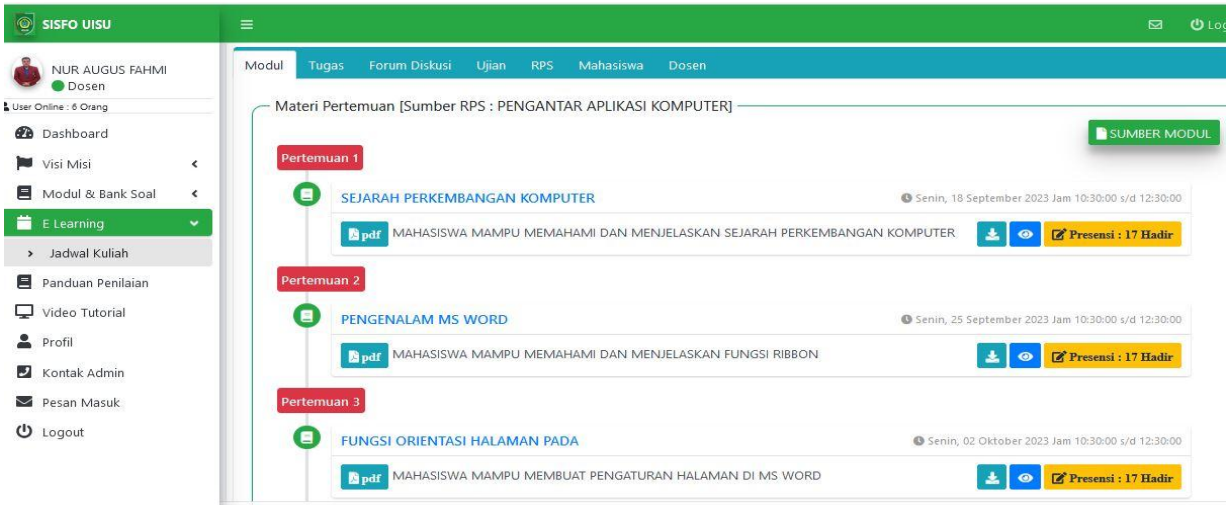 SISFO UISU
NUR AUGUS FAHMI
Dosen
User Online : 6 Orang
Dashboard
Visi Misi
Modul & Bank Soal
E Learning
Jadwal Kuliah
Panduan Penilaian
Video Tutorial
Profil
Kontak Admin
Pesan Masuk
Logout
Log
Modul Tugas Forum Diskusi Ujian RPS Mahasiswa Dosen
Materi Pertemuan [Sumber RPS : PENGANTAR APLIKASI KOMPUTER]
SUMBER MODUL
Pertemuan 1
SEJARAH PERKEMBANGAN KOMPUTER Senin, 18 September 2023 Jam 10:30:00 s/d 12:30:00
pdf MAHASISWA MAMPU MEMAHAMI DAN MENJELASKAN SEJARAH PERKEMBANGAN KOMPUTER Presensi : 17 Hadir
Pertemuan 2
PENGENALAM MS WORD Senin, 25 September 2023 Jam 10:30:00 s/d 12:30:00
pdf MAHASISWA MAMPU MEMAHAMI DAN MENJELASKAN FUNGSI RIBBON Presensi : 17 Hadir
Pertemuan 3
FUNGSI ORIENTASI HALAMAN PADA Senin, 02 Oktober 2023 Jam 10:30:00 s/d 12:30:00
pdf MAHASISWA MAMPU MEMBUAT PENGATURAN HALAMAN DI MS WORD Presensi : 17 Hadir